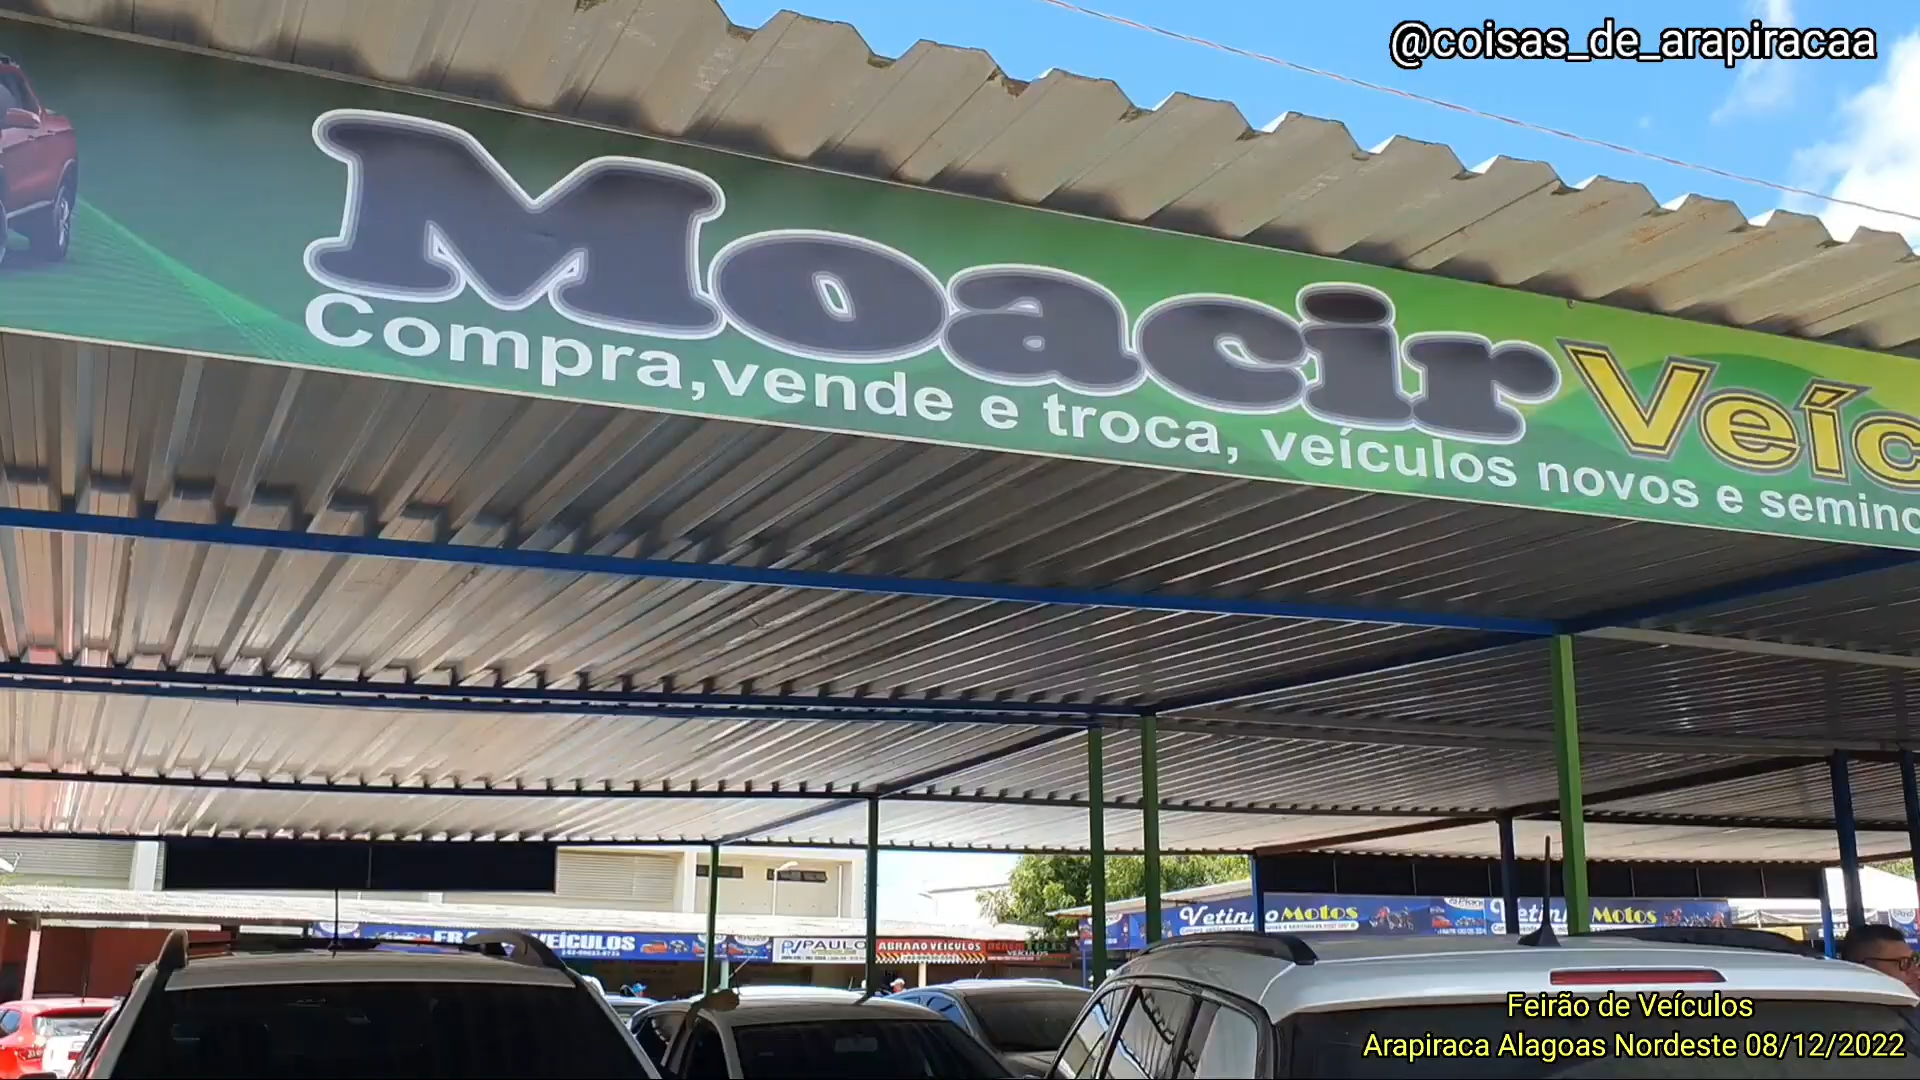 @coisas_de_arapiracaa
Moacir Veíc
Compra,vende e troca, veículos novos e semino
VEÍCULOS
PAULO
ABRAAO VEICULOS
VEICULOS
Motos
Motos
Feirão de Veículos
Arapiraca Alagoas Nordeste 08/12/2022